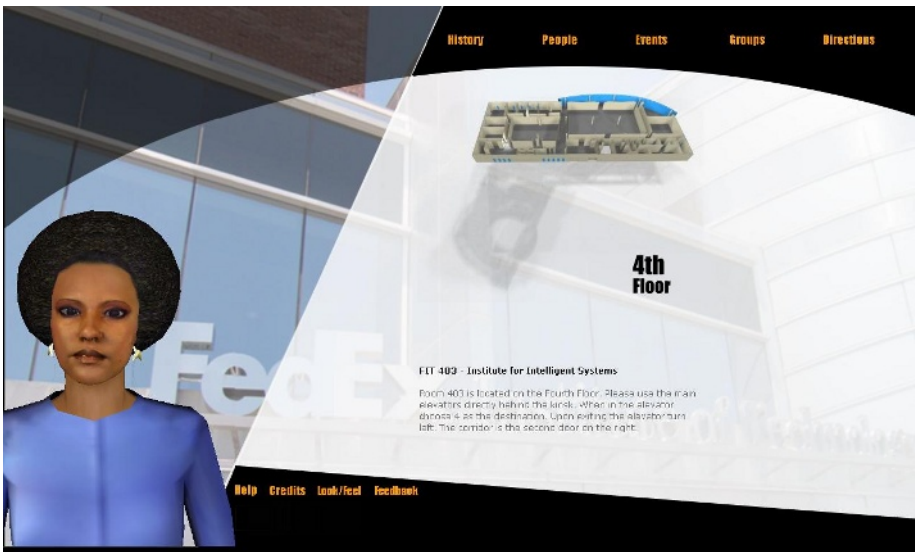 History People Events Groups Directions
4th
Floor
FedEx
FIT 403 - Institute for Intelligent Systems
Room 403 is located on the Fourth Floor. Please use the main
elevators directly behind the kiosk. When in the elevator
choose 4 as the destination. Upon exiting the elevator turn
left. The corridor is the second door on the right.
Help Credits Look/Feel Feedback